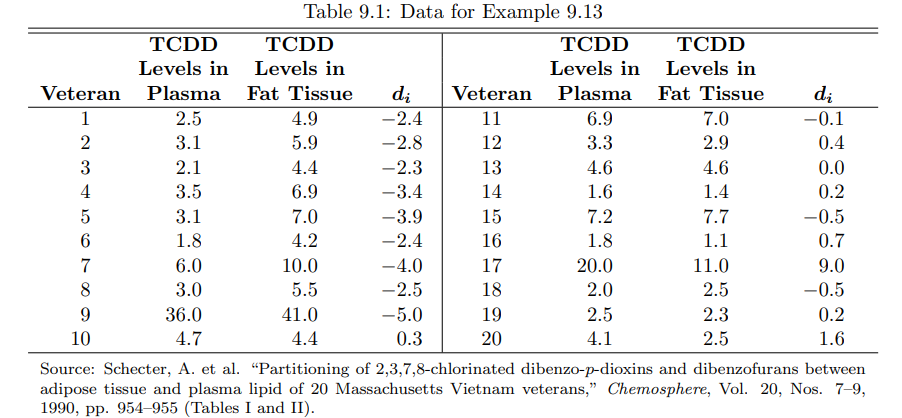 Table 9.1: Data for Example 9.13
TCDD TCDD TCDD TCDD
Levels in Levels in Levels in Levels in
Veteran Plasma Fat Tissue di Veteran Plasma Fat Tissue di
1 2.5 4.9 −2.4 11 6.9 7.0 −0.1
2 3.1 5.9 −2.8 12 3.3 2.9 0.4
3 2.1 4.4 −2.3 13 4.6 4.6 0.0
4 3.5 6.9 −3.4 14 1.6 1.4 0.2
5 3.1 7.0 −3.9 15 7.2 7.7 −0.5
6 1.8 4.2 −2.4 16 1.8 1.1 0.7
7 6.0 10.0 −4.0 17 20.0 11.0 9.0
8 3.0 5.5 −2.5 18 2.0 2.5 −0.5
9 36.0 41.0 −5.0 19 2.5 2.3 0.2
10 4.7 4.4 0.3 20 4.1 2.5 1.6
Source: Schecter, A. et al. “Partitioning of 2,3,7,8-chlorinated dibenzo-p-dioxins and dibenzofurans between
adipose tissue and plasma lipid of 20 Massachusetts Vietnam veterans,” Chemosphere, Vol. 20, Nos. 7–9,
1990, pp. 954–955 (Tables I and II).